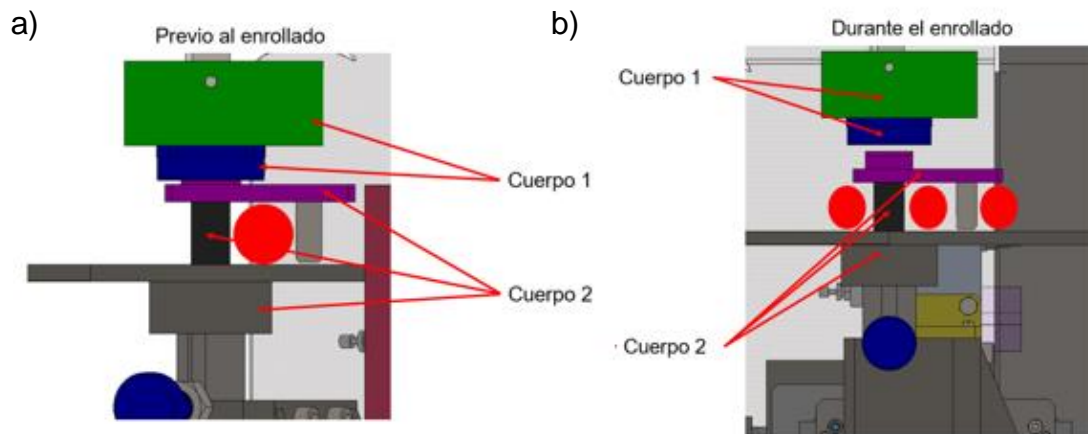 a)
Previo al enrollado
Cuerpo 1
Cuerpo 2
b)
Durante el enrollado
Cuerpo 1
Cuerpo 2